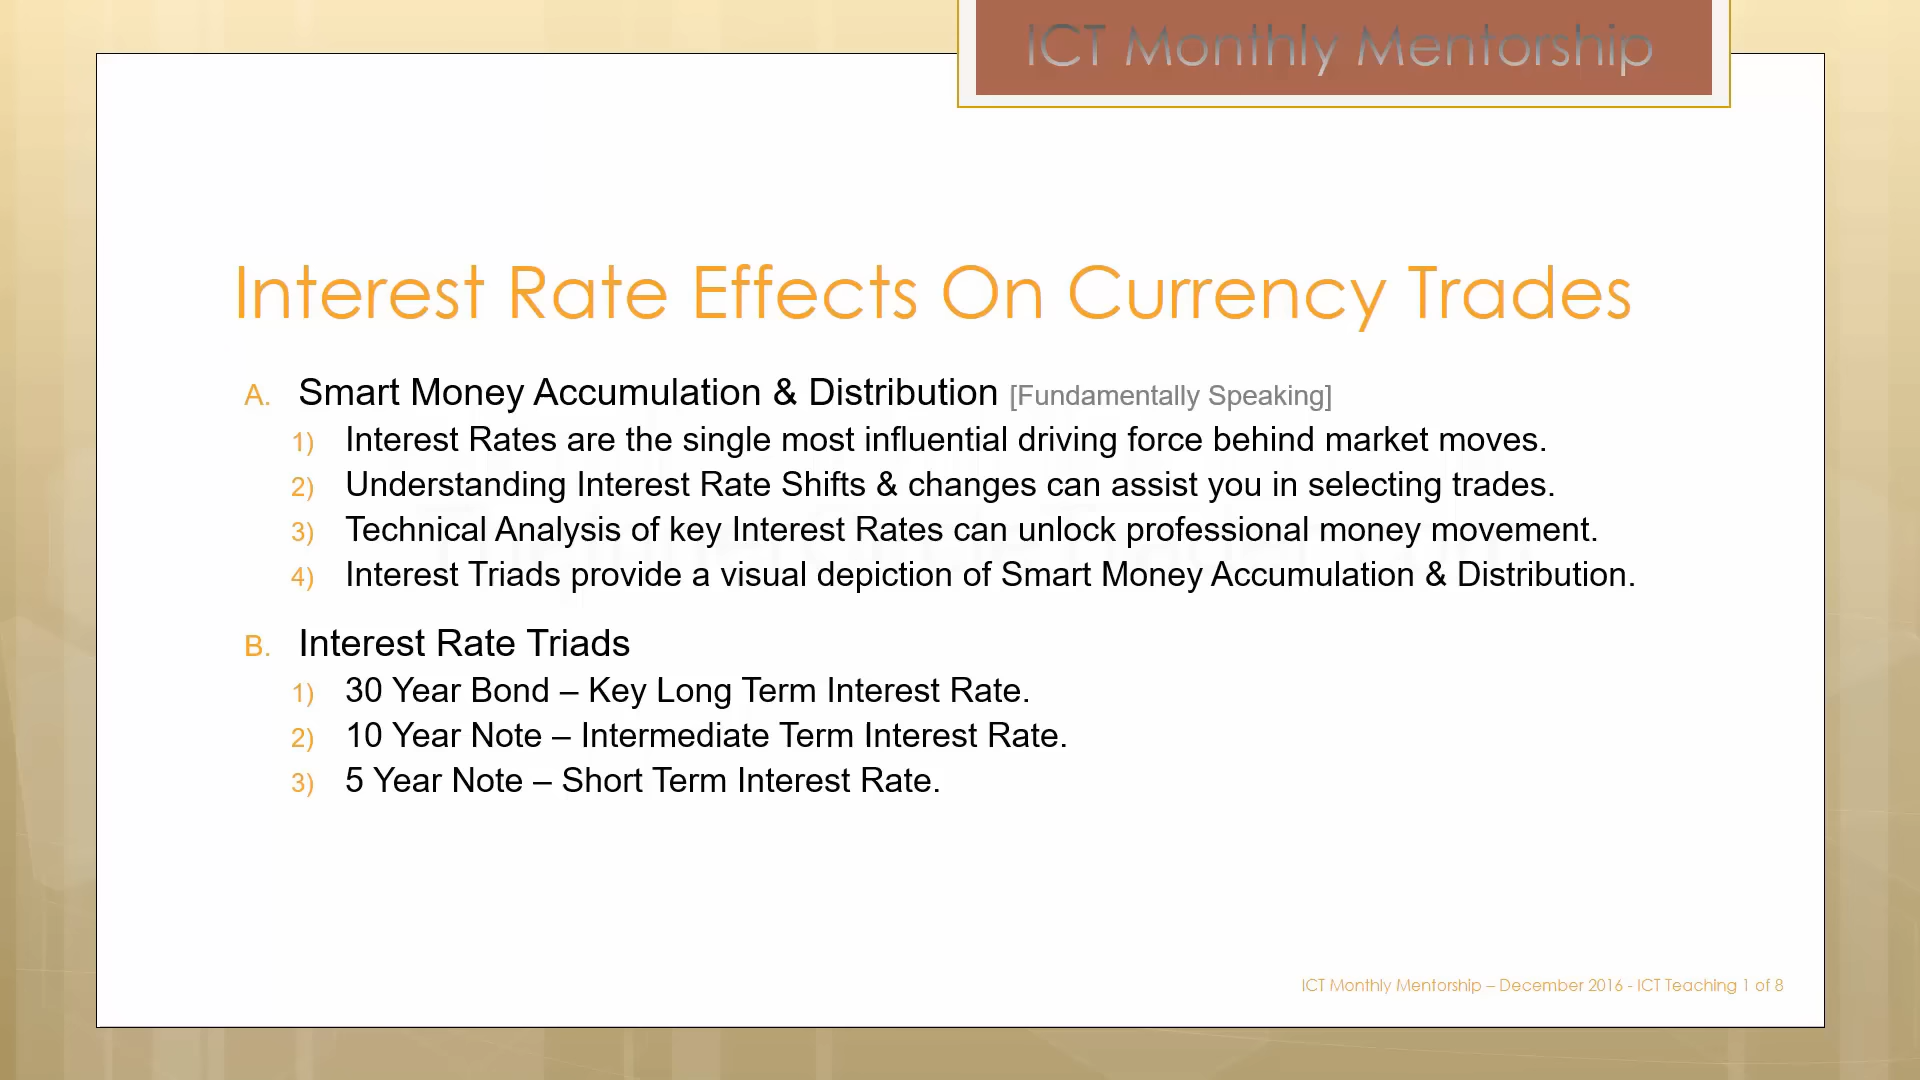 ICT Monthly Mentorship
Interest Rate Effects On Currency Trades
A. Smart Money Accumulation & Distribution [Fundamentally Speaking]
1) Interest Rates are the single most influential driving force behind market moves.
2) Understanding Interest Rate Shifts & changes can assist you in selecting trades.
3) Technical Analysis of key Interest Rates can unlock professional money movement.
4) Interest Triads provide a visual depiction of Smart Money Accumulation & Distribution.
B. Interest Rate Triads
1) 30 Year Bond – Key Long Term Interest Rate.
2) 10 Year Note – Intermediate Term Interest Rate.
3) 5 Year Note – Short Term Interest Rate.
ICT Monthly Mentorship – December 2016 - ICT Teaching 1 of 8